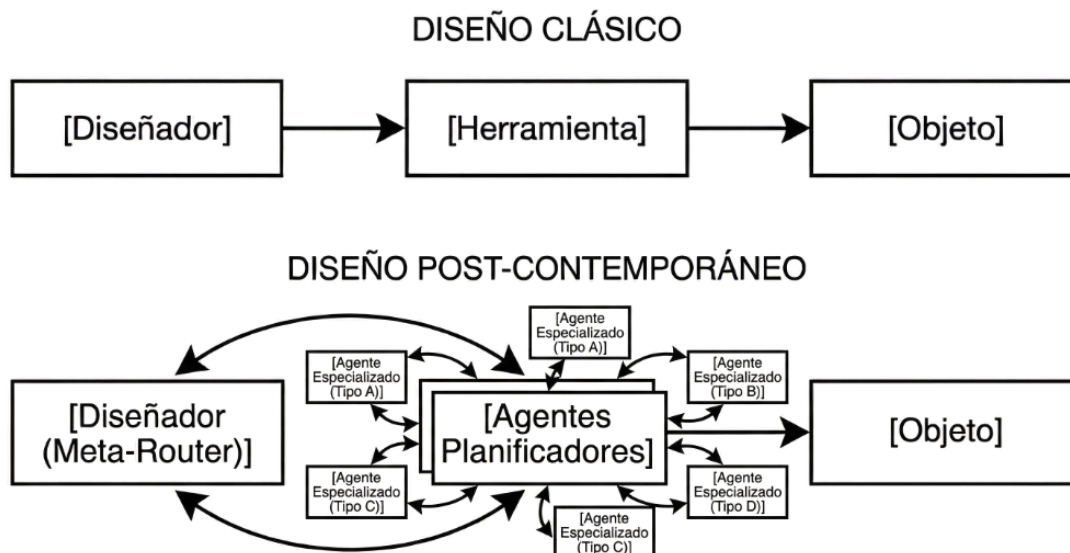 DISEÑO CLÁSICO
[Diseñador]
[Herramienta]
[Objeto]
DISEÑO POST-CONTEMPORÁNEO
[Agente
Especializado
(Tipo A)]
[Agente
Especializado
(Tipo A)]
[Agente
Especializado
(Tipo B)]
[Diseñador
(Meta-Router)]
[Agentes
Planificadores]
[Objeto]
[Agente
Especializado
(Tipo C)]
[Agente
Especializado
(Tipo D)]
[Agente
Especializado
(Tipo C)]